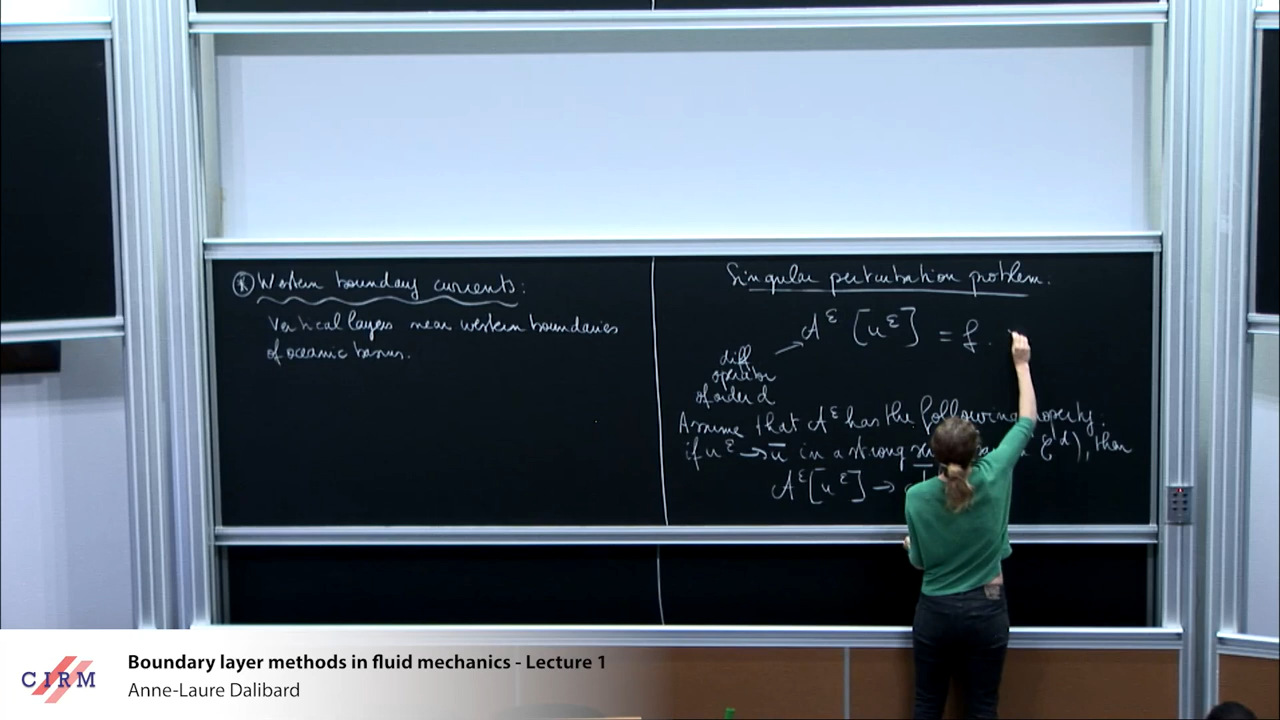 ⊛ Western boundary currents:
Vertical layers near western boundaries
of oceanic basins.
Singular perturbation problem.
A^ε [u^ε] = f.
diff
operator
of order d
Assume that A^ε has the following property:
if u^ε → ū in a strong C^d), then
A^ε[u^ε] →
CIRM
Boundary layer methods in fluid mechanics - Lecture 1
Anne-Laure Dalibard